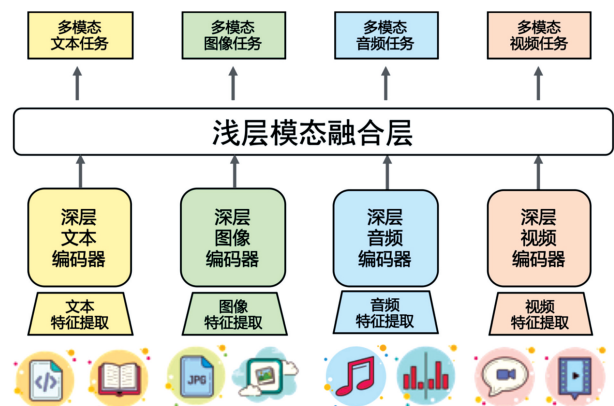 多模态
文本任务
多模态
图像任务
多模态
音频任务
多模态
视频任务
浅层模态融合层
深层
文本
编码器
深层
图像
编码器
深层
音频
编码器
深层
视频
编码器
文本
特征提取
图像
特征提取
音频
特征提取
视频
特征提取
</>
JPG